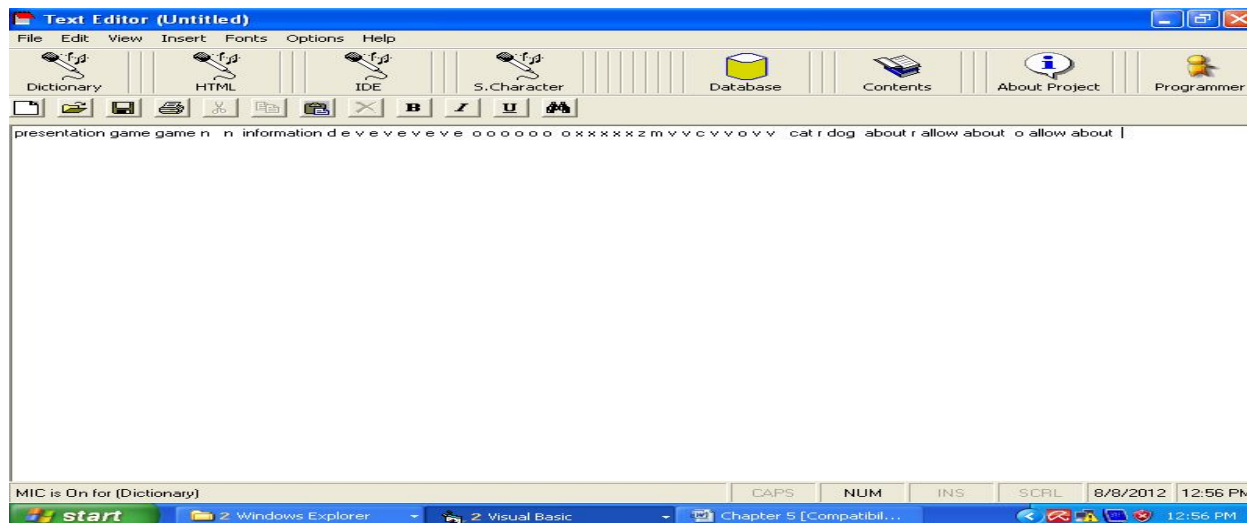 Text Editor (Untitled)
File Edit View Insert Fonts Options Help
Dictionary HTML IDE S.Character Database Contents About Project Programmer
B I U
presentation game game n n information d e v e v e v e v e o o o o o o o x x x x x z m v v c v v o v v cat r dog about r allow about o allow about
MIC is On for (Dictionary) CAPS NUM INS SCRL 8/8/2012 12:56 PM
start 2 Windows Explorer 2 Visual Basic Chapter 5 [Compatibil... 12:56 PM